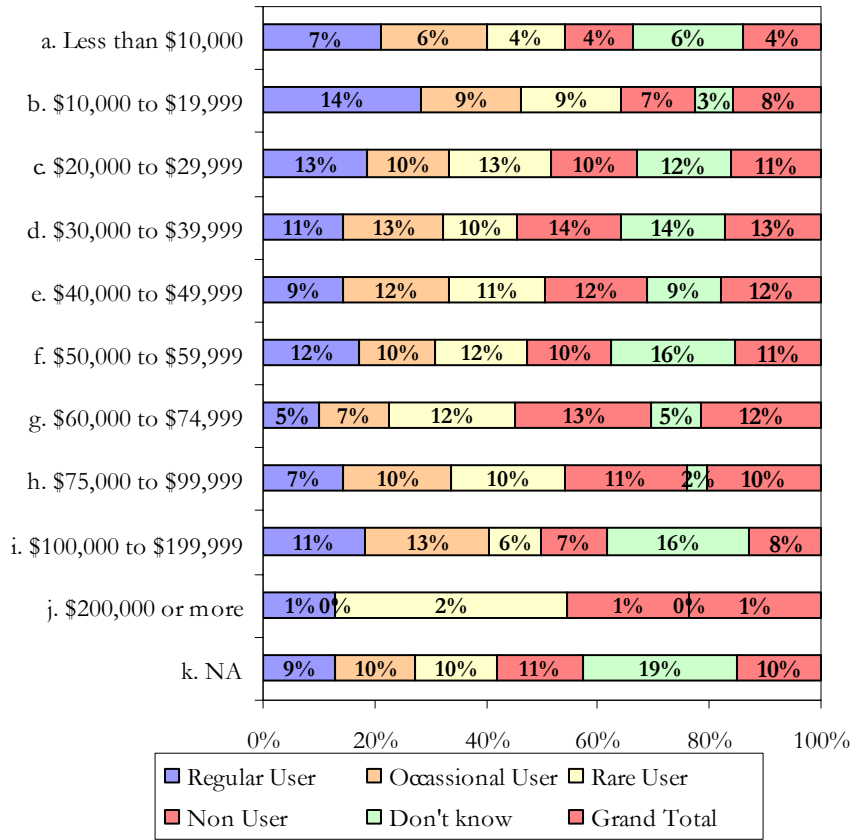 a. Less than $10,000 7% 6% 4% 4% 6% 4%
b. $10,000 to $19,999 14% 9% 9% 7% 3% 8%
c. $20,000 to $29,999 13% 10% 13% 10% 12% 11%
d. $30,000 to $39,999 11% 13% 10% 14% 14% 13%
e. $40,000 to $49,999 9% 12% 11% 12% 9% 12%
f. $50,000 to $59,999 12% 10% 12% 10% 16% 11%
g. $60,000 to $74,999 5% 7% 12% 13% 5% 12%
h. $75,000 to $99,999 7% 10% 10% 11% 2% 10%
i. $100,000 to $199,999 11% 13% 6% 7% 16% 8%
j. $200,000 or more 1% 0% 2% 1% 0% 1%
k. NA 9% 10% 10% 11% 19% 10%
0% 20% 40% 60% 80% 100%
Regular User Occassional User Rare User
Non User Don't know Grand Total